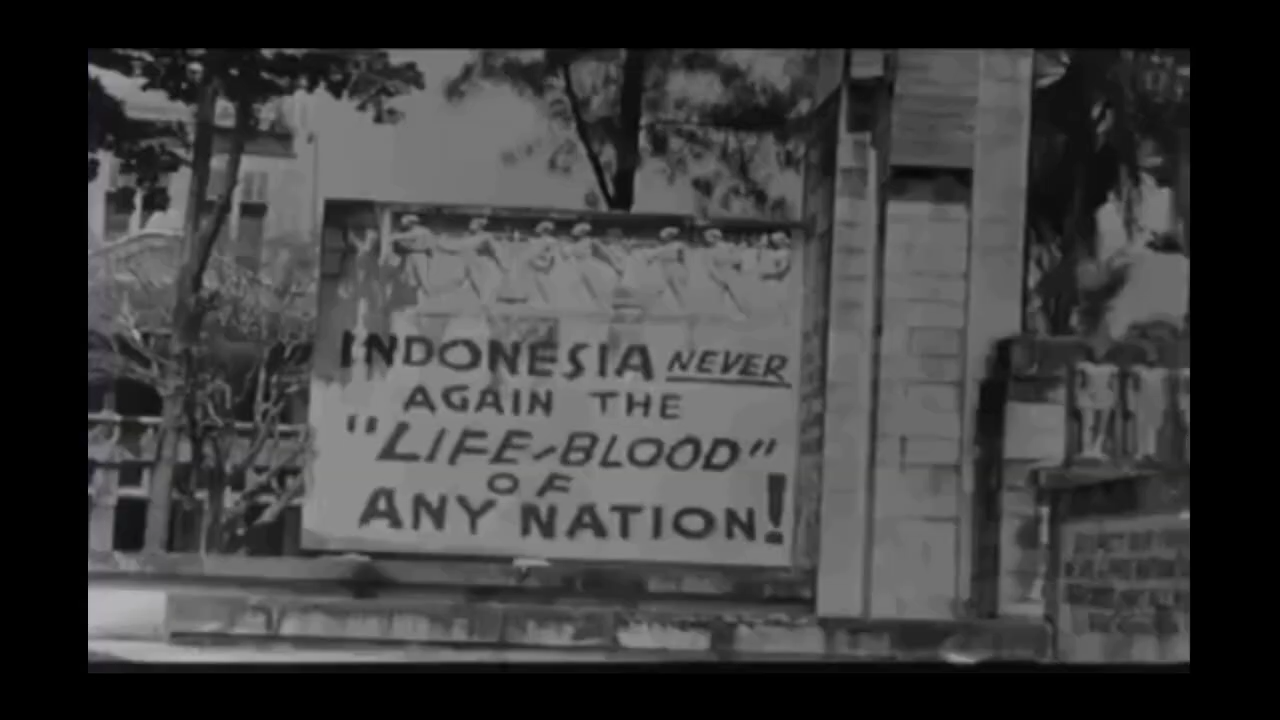 INDONESIA NEVER
AGAIN THE
"LIFE-BLOOD"
OF
ANY NATION!